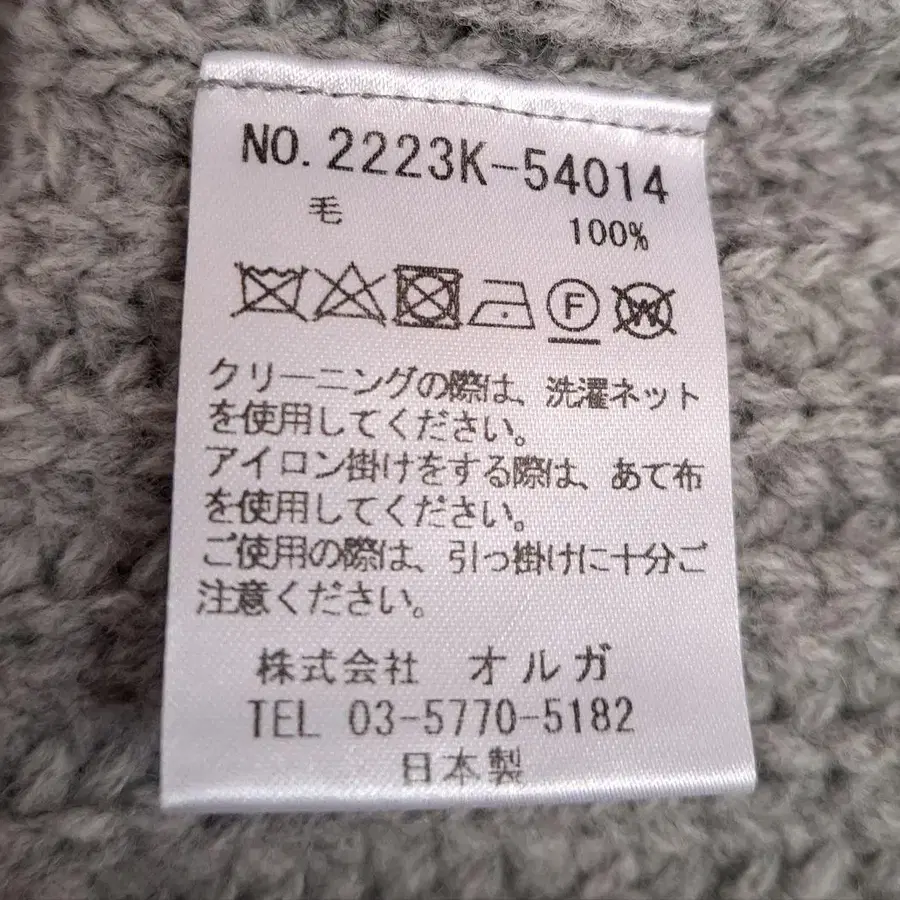 NO.2223K-54014
毛 100%
F W
クリーニングの際は、洗濯ネット
を使用してください。
アイロン掛けをする際は、あて布
を使用してください。
ご使用の際は、引っ掛けに十分ご
注意ください。
株式会社 オルガ
TEL 03-5770-5182
日本製